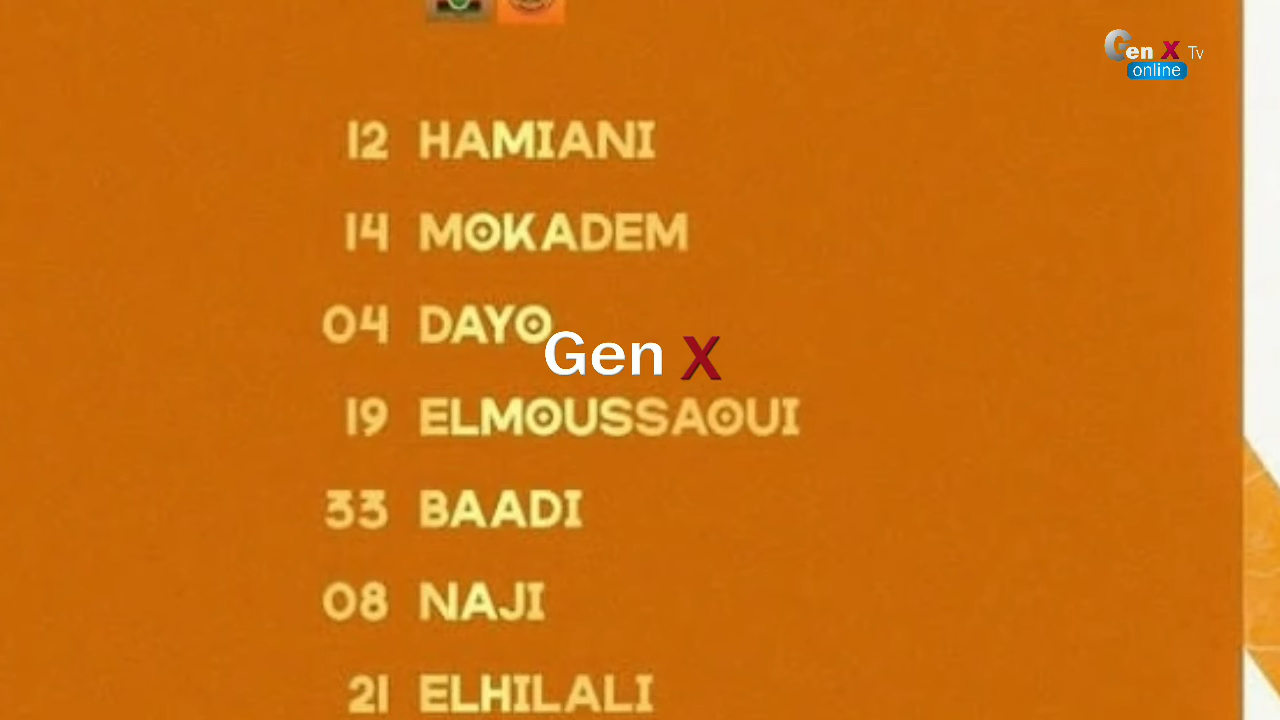 Gen X Tv
online
12 HAMIANI
14 MOKADEM
04 DAYO
Gen X
19 ELMOUSSAOUI
33 BAADI
08 NAJI
21 ELHILALI